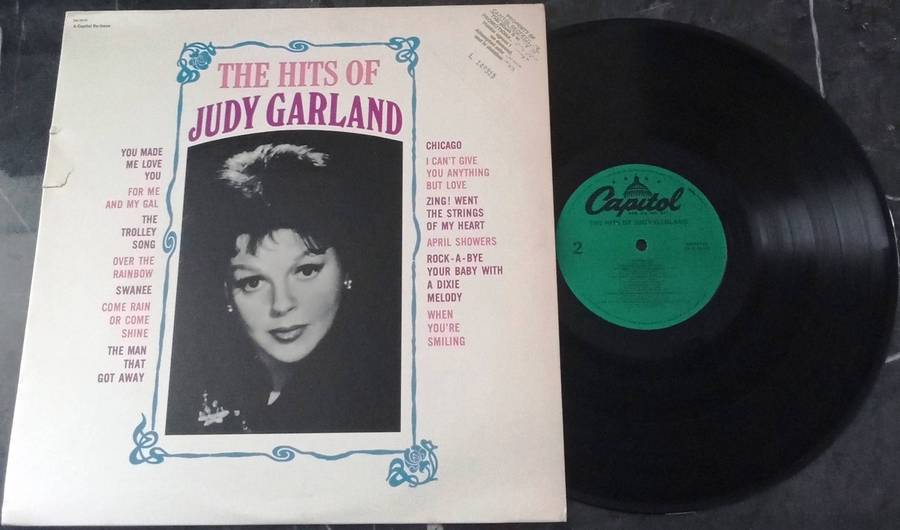 A Capitol Re-Issue
THE HITS OF
JUDY GARLAND
YOU MADE
ME LOVE
YOU
FOR ME
AND MY GAL
THE
TROLLEY
SONG
OVER THE
RAINBOW
SWANEE
COME RAIN
OR COME
SHINE
THE MAN
THAT
GOT AWAY
CHICAGO
I CAN'T GIVE
YOU ANYTHING
BUT LOVE
ZING! WENT
THE STRINGS
OF MY HEART
APRIL SHOWERS
ROCK-A-BYE
YOUR BABY WITH
A DIXIE
MELODY
WHEN
YOU'RE
SMILING
PROPERTY OF
Capitol
THE HITS OF JUDY GARLAND
2